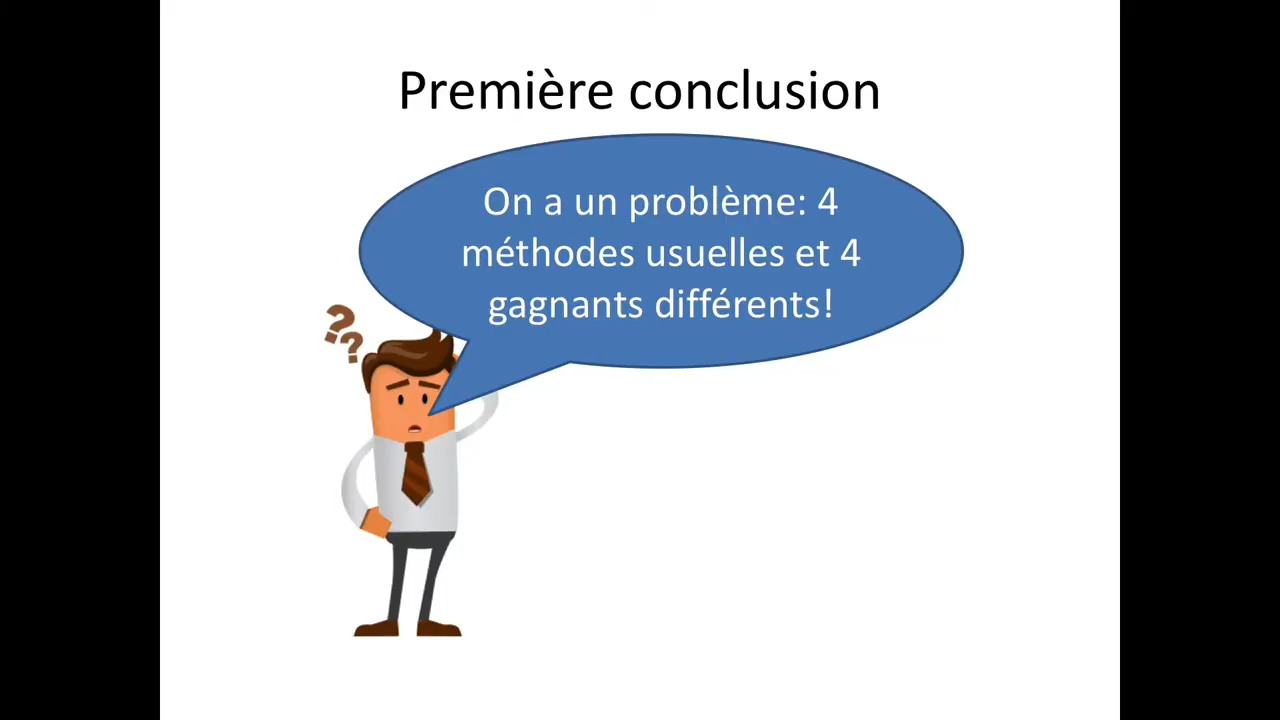 Première conclusion
On a un problème: 4
méthodes usuelles et 4
gagnants différents!
??